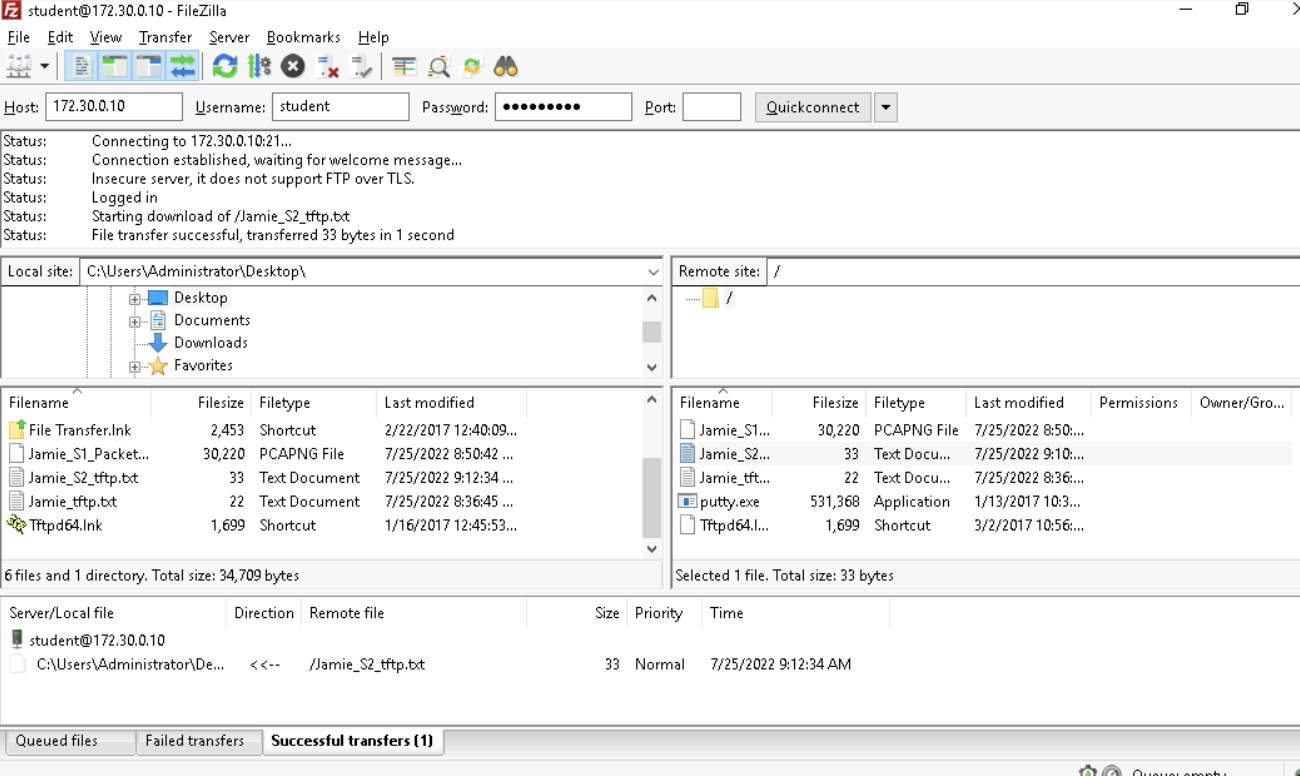 student@172.30.0.10 - FileZilla
File Edit View Transfer Server Bookmarks Help
Host: 172.30.0.10 Username: student Password: ●●●●●●●●● Port: Quickconnect
Status: Connecting to 172.30.0.10:21...
Status: Connection established, waiting for welcome message...
Status: Insecure server, it does not support FTP over TLS.
Status: Logged in
Status: Starting download of /Jamie_S2_tftp.txt
Status: File transfer successful, transferred 33 bytes in 1 second
Local site: C:\Users\Administrator\Desktop\
Desktop
Documents
Downloads
Favorites
Remote site: /
/
Filename Filesize Filetype Last modified
File Transfer.lnk 2,453 Shortcut 2/22/2017 12:40:09...
Jamie_S1_Packet... 30,220 PCAPNG File 7/25/2022 8:50:42 ...
Jamie_S2_tftp.txt 33 Text Document 7/25/2022 9:12:34 ...
Jamie_tftp.txt 22 Text Document 7/25/2022 8:36:45 ...
Tftpd64.lnk 1,699 Shortcut 1/16/2017 12:45:53...
6 files and 1 directory. Total size: 34,709 bytes
Filename Filesize Filetype Last modified Permissions Owner/Gro...
Jamie_S1... 30,220 PCAPNG File 7/25/2022 8:50:...
Jamie_S2... 33 Text Docu... 7/25/2022 9:10:...
Jamie_tft... 22 Text Docu... 7/25/2022 8:36:...
putty.exe 531,368 Application 1/13/2017 10:3...
Tftpd64.l... 1,699 Shortcut 3/2/2017 10:56:...
Selected 1 file. Total size: 33 bytes
Server/Local file Direction Remote file Size Priority Time
student@172.30.0.10
C:\Users\Administrator\De... <<-- /Jamie_S2_tftp.txt 33 Normal 7/25/2022 9:12:34 AM
Queued files Failed transfers Successful transfers (1)
Queue: empty